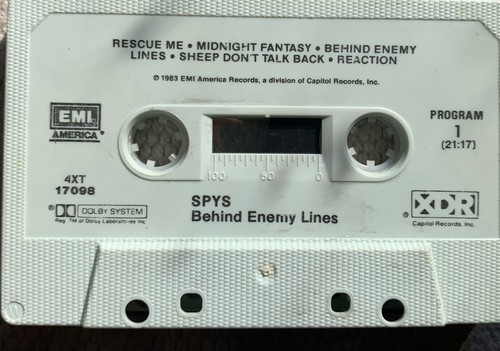 RESCUE ME • MIDNIGHT FANTASY • BEHIND ENEMY
LINES • SHEEP DON'T TALK BACK • REACTION
℗ 1983 EMI America Records, a division of Capitol Records, Inc.
EMI
AMERICA®
PROGRAM
1
(21:17)
100 50 0
4XT
17098
SPYS
Behind Enemy Lines
® DOLBY SYSTEM
Reg. TM of Dolby Laboratories Inc
® XDR
Capitol Records, Inc.